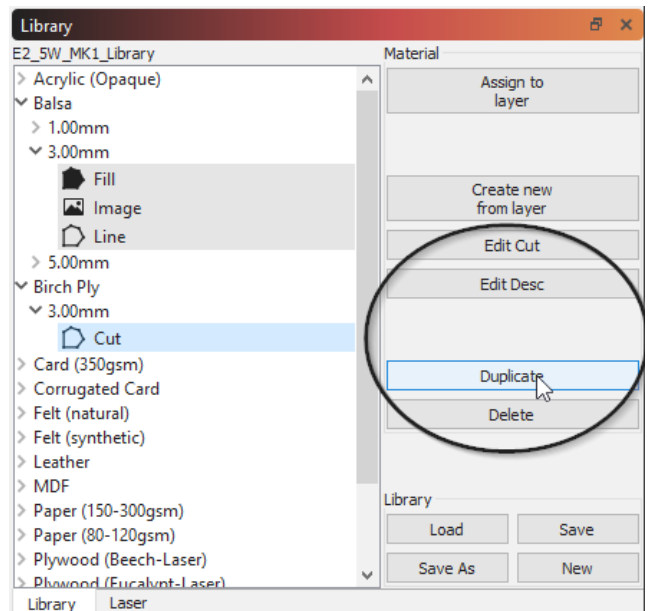 Library
E2_5W_MK1_Library
Acrylic (Opaque)
Balsa
1.00mm
3.00mm
Fill
Image
Line
5.00mm
Birch Ply
3.00mm
Cut
Card (350gsm)
Corrugated Card
Felt (natural)
Felt (synthetic)
Leather
MDF
Paper (150-300gsm)
Paper (80-120gsm)
Plywood (Beech-Laser)
Plywood (Eucalypt-Laser)
Material
Assign to
layer
Create new
from layer
Edit Cut
Edit Desc
Duplicate
Delete
Library
Load
Save
Save As
New
Library
Laser